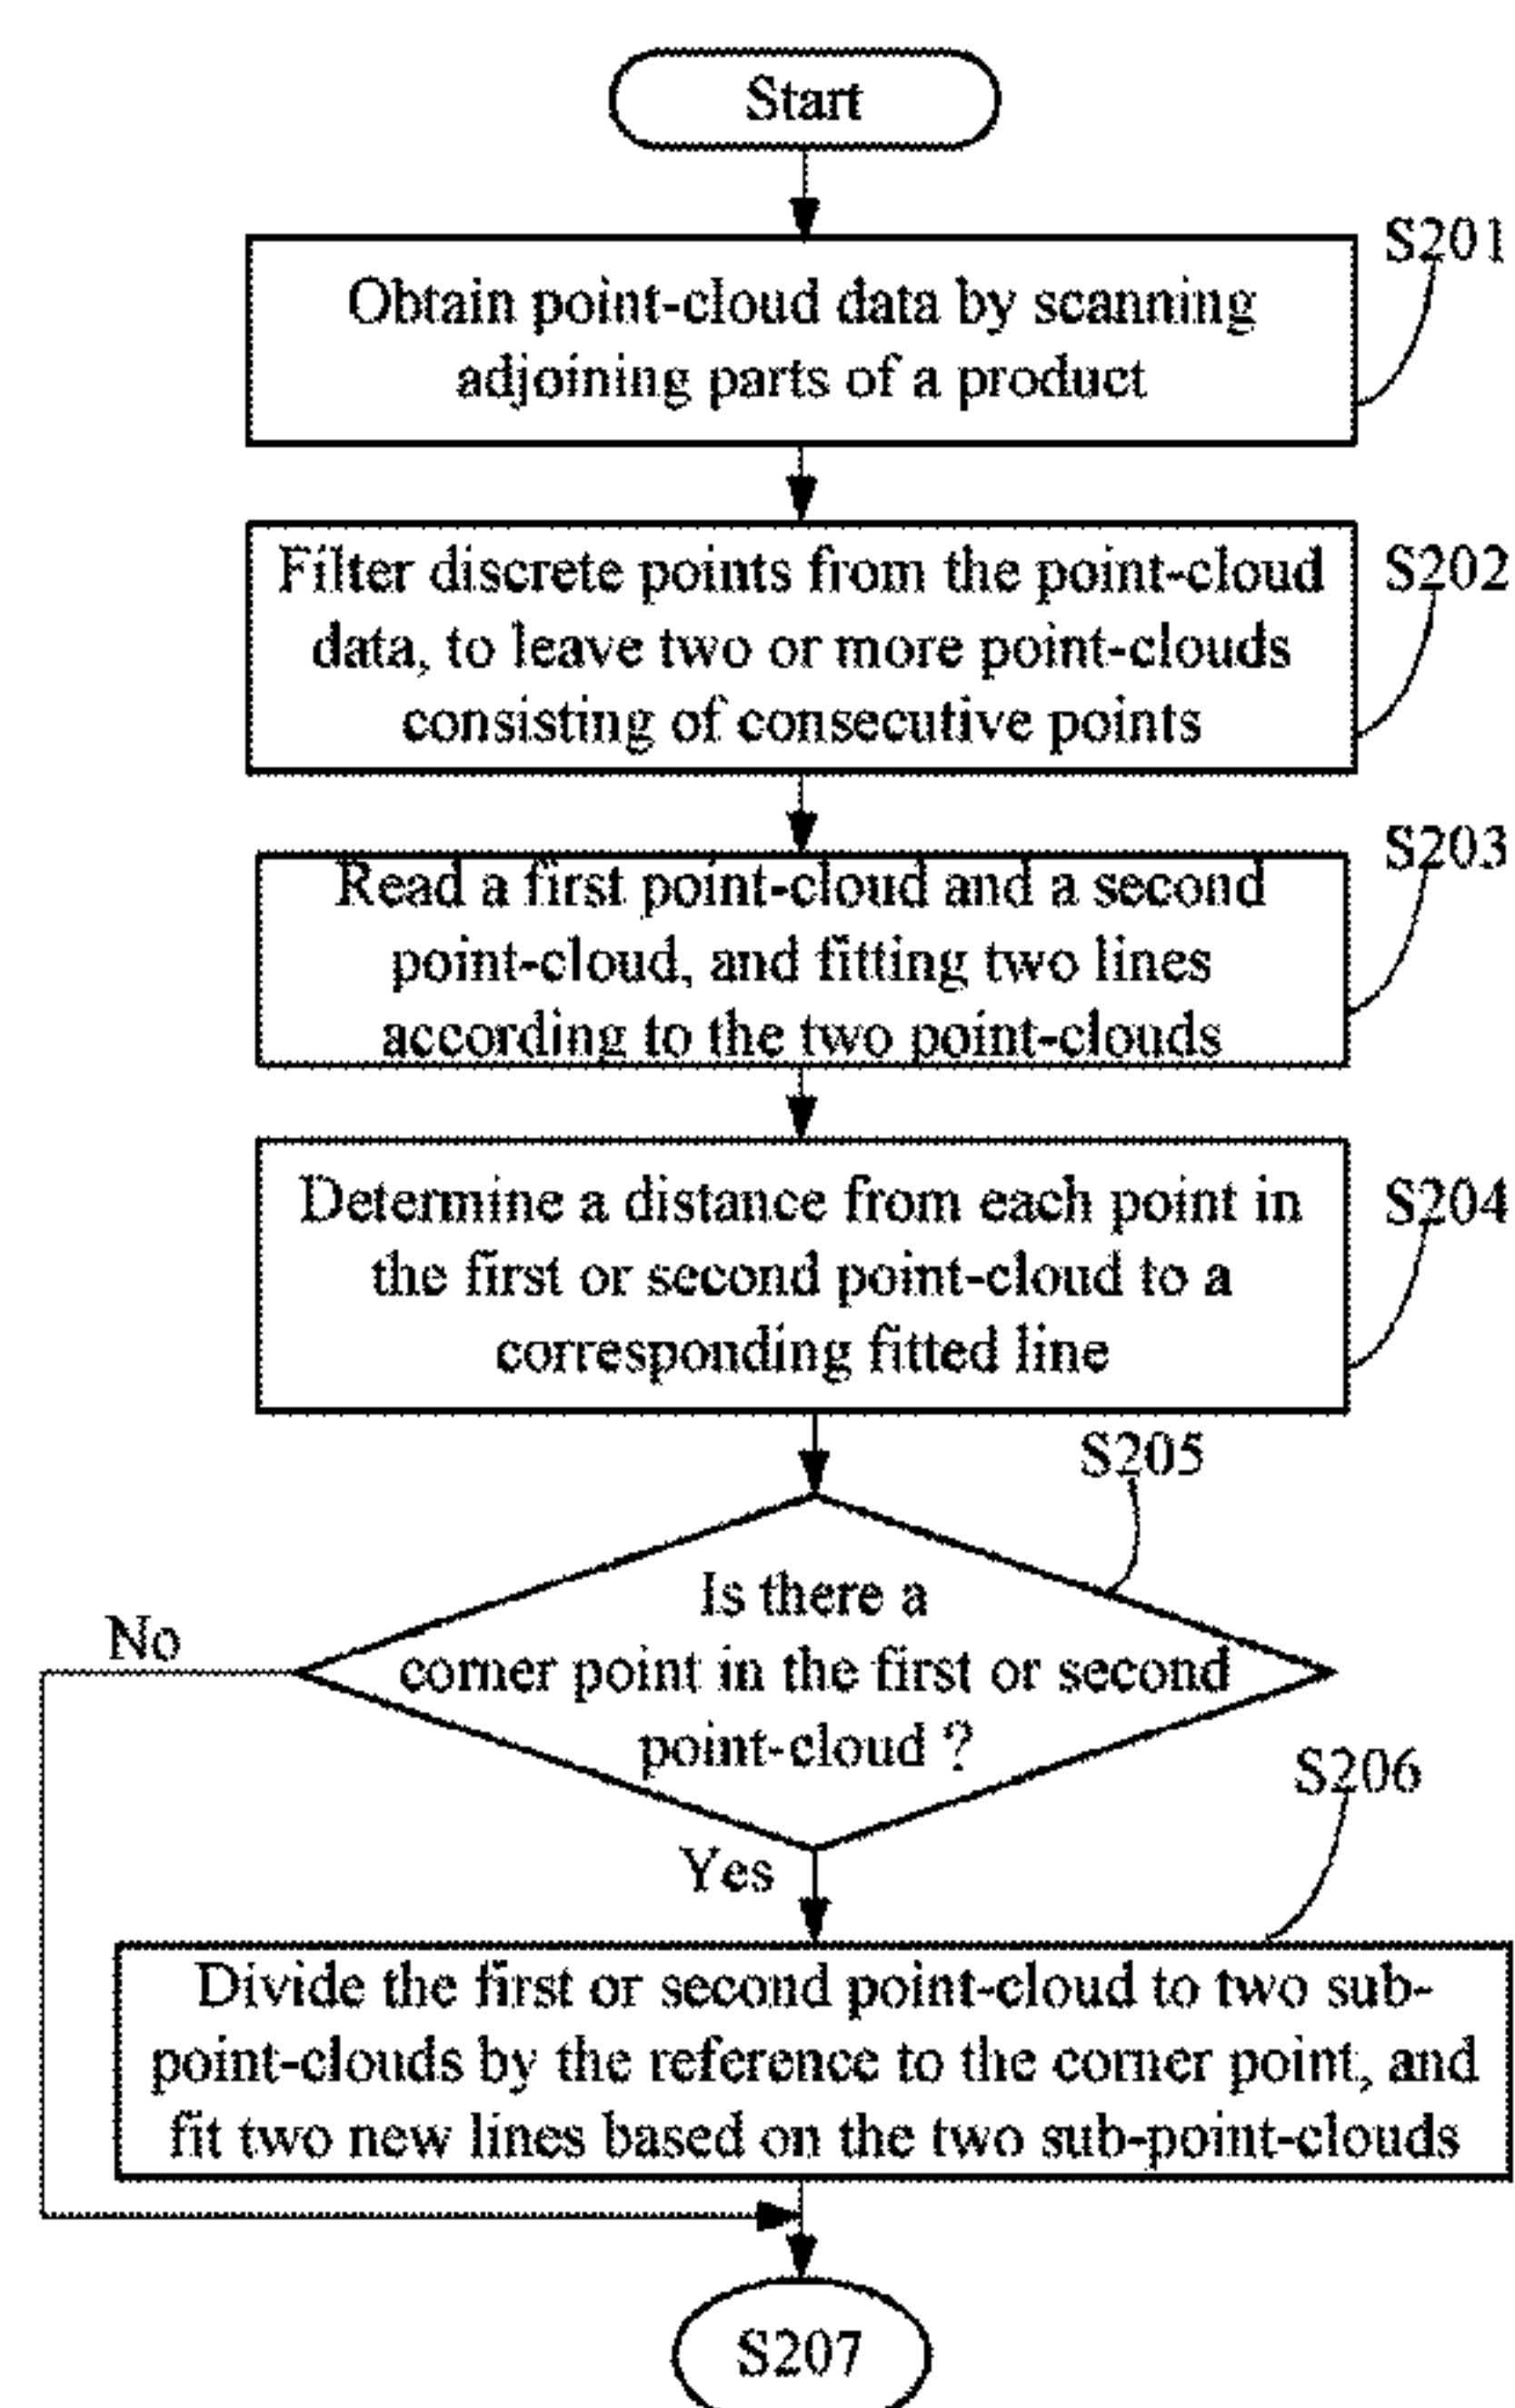 Start
S201
Obtain point-cloud data by scanning
adjoining parts of a product
S202
Filter discrete points from the point-cloud
data, to leave two or more point-clouds
consisting of consecutive points
S203
Read a first point-cloud and a second
point-cloud, and fitting two lines
according to the two point-clouds
S204
Determine a distance from each point in
the first or second point-cloud to a
corresponding fitted line
S205
Is there a
corner point in the first or second
point-cloud ?
No
Yes
S206
Divide the first or second point-cloud to two sub-
point-clouds by the reference to the corner point, and
fit two new lines based on the two sub-point-clouds
S207